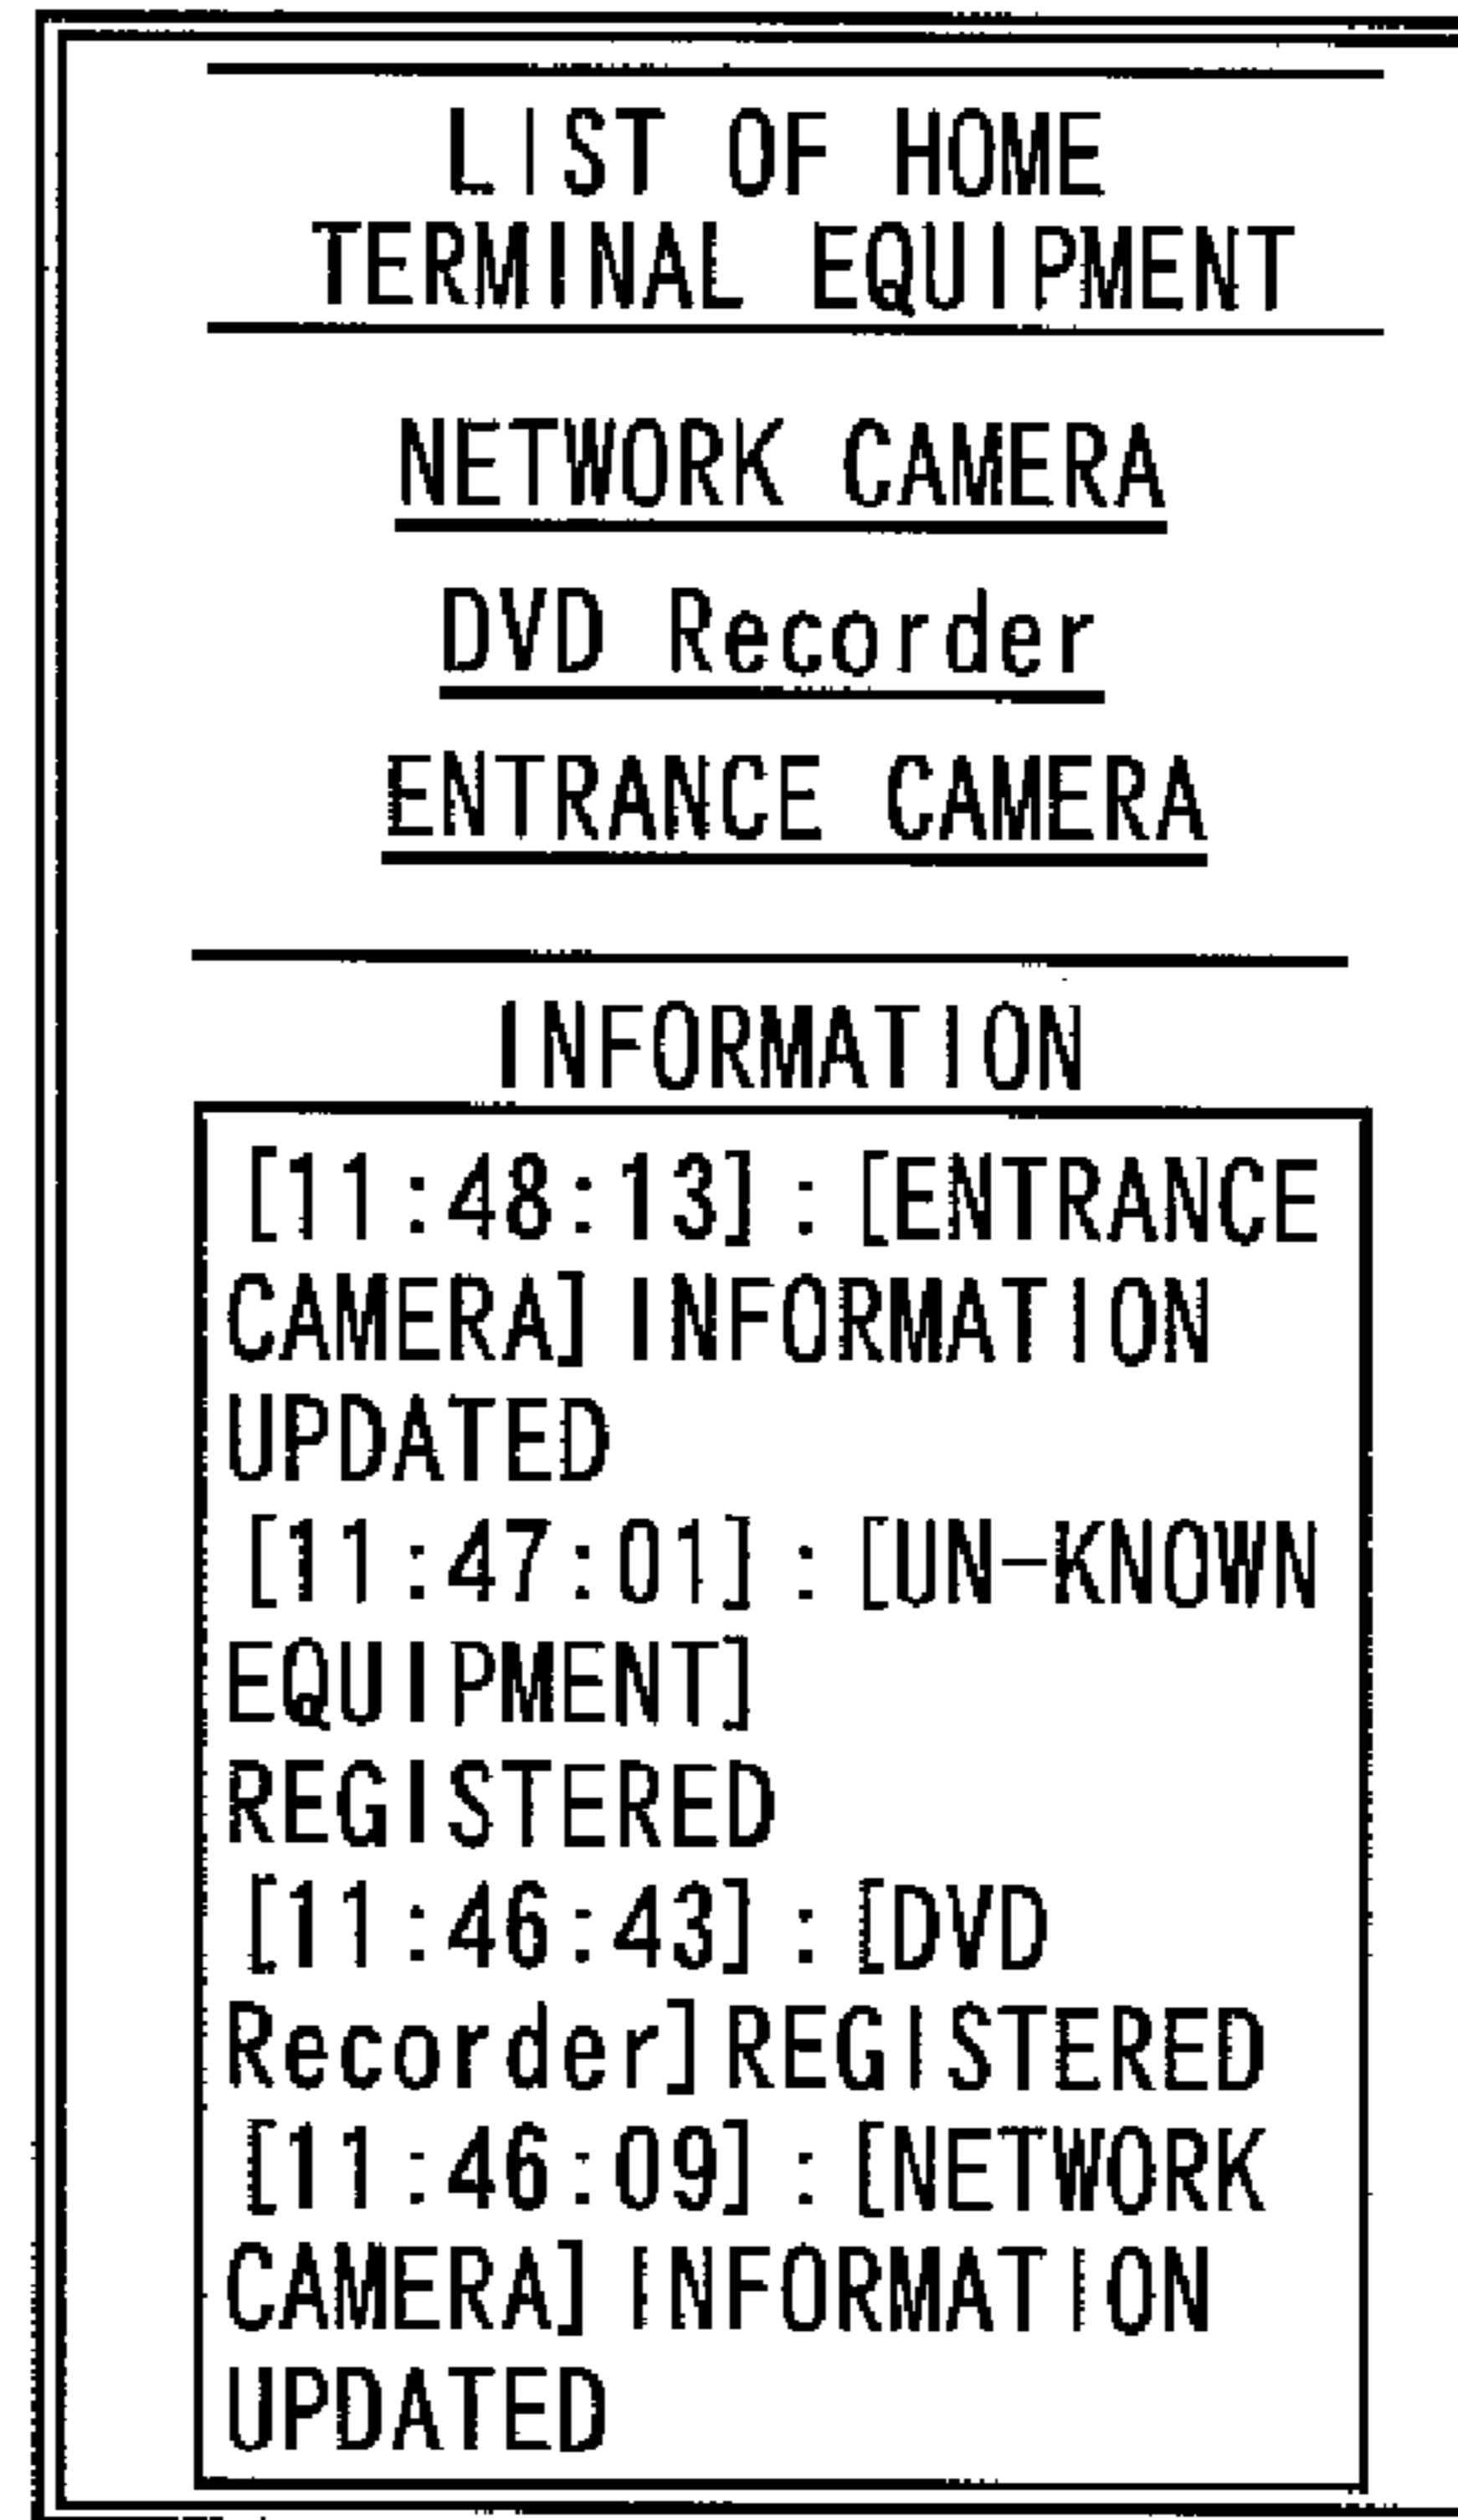 LIST OF HOME
TERMINAL EQUIPMENT
NETWORK CAMERA
DVD Recorder
ENTRANCE CAMERA
INFORMATION
[11:48:13]:[ENTRANCE
CAMERA]INFORMATION
UPDATED
[11:47:01]:[UN-KNOWN
EQUIPMENT]
REGISTERED
[11:46:43]:[DVD
Recorder]REGISTERED
[11:46:09]:[NETWORK
CAMERA]INFORMATION
UPDATED